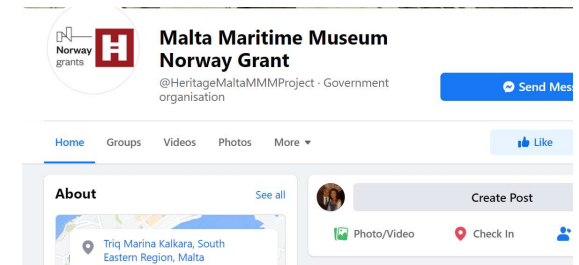 Norway
grants
H
Malta Maritime Museum
Norway Grant
@HeritageMaltaMMMProject · Government
organisation
Send Mes
Home Groups Videos Photos More
Like
About See all
Triq Marina Kalkara, South
Eastern Region, Malta
Create Post
Photo/Video Check In